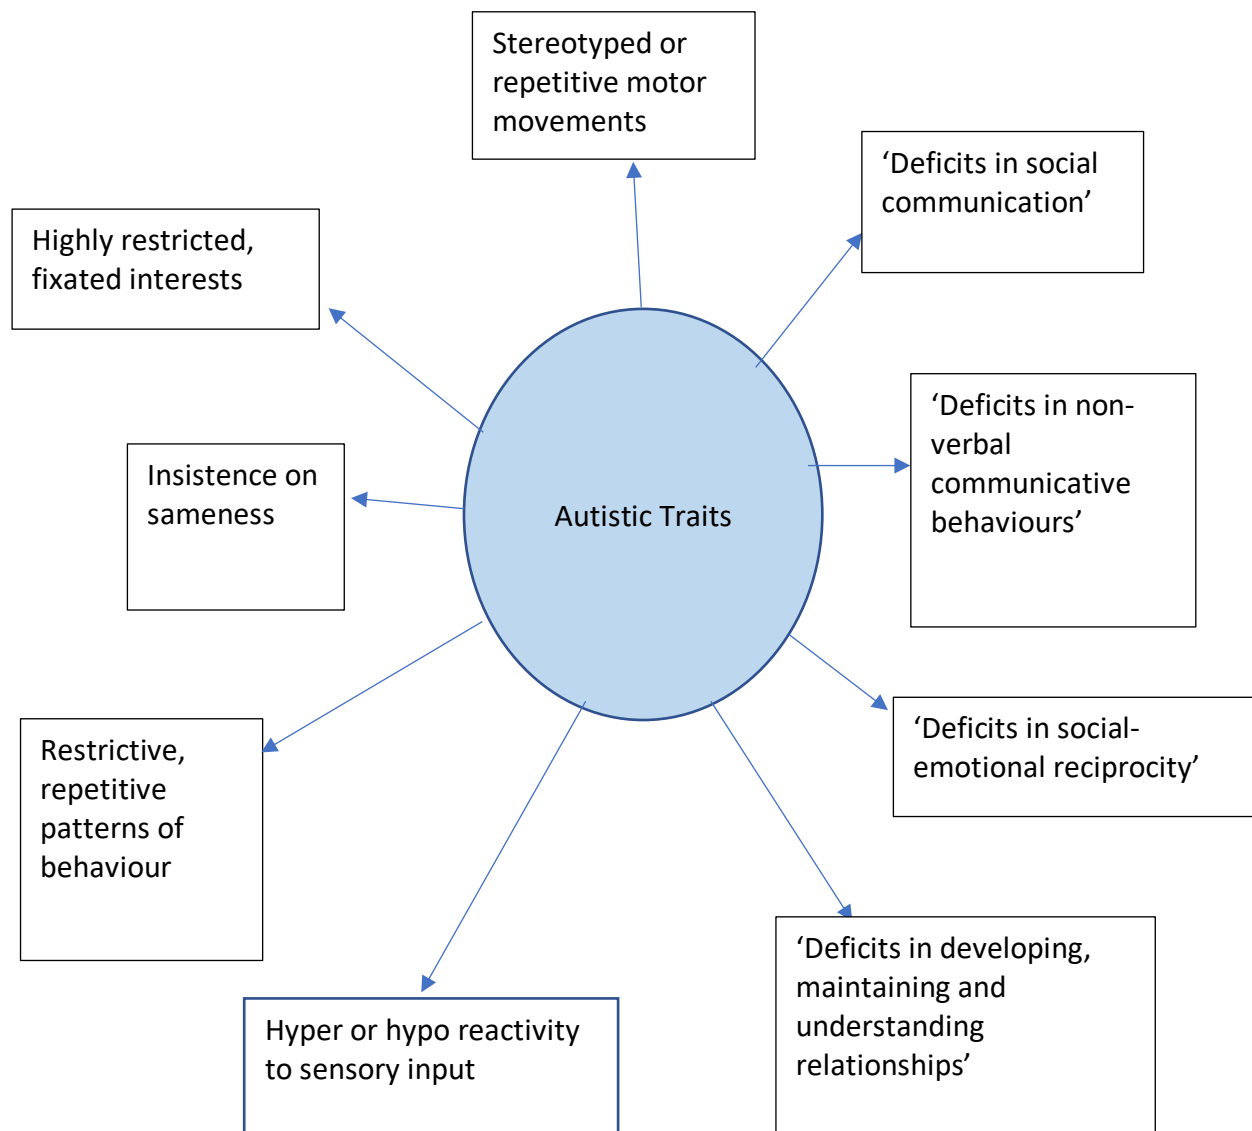 Stereotyped or
repetitive motor
movements
‘Deficits in social
communication’
Highly restricted,
fixated interests
‘Deficits in non-
verbal
communicative
behaviours’
Insistence on
sameness
Autistic Traits
‘Deficits in social-
emotional reciprocity’
Restrictive,
repetitive
patterns of
behaviour
‘Deficits in developing,
maintaining and
understanding
relationships’
Hyper or hypo reactivity
to sensory input